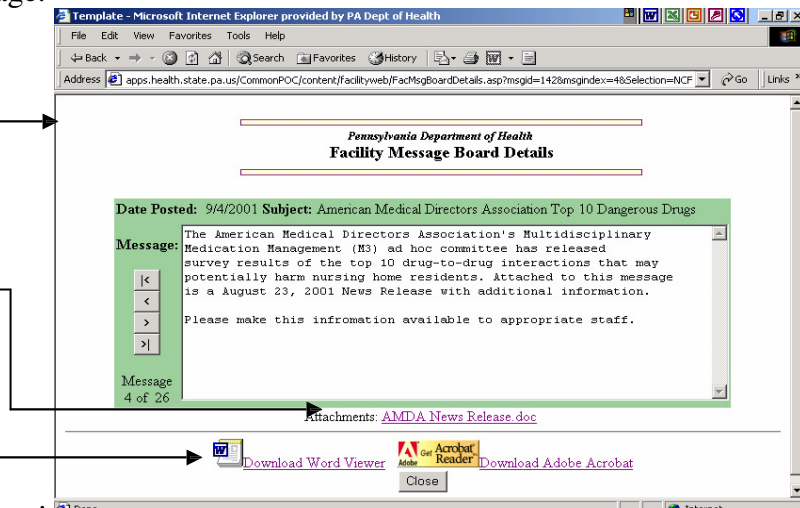 age.
Template - Microsoft Internet Explorer provided by PA Dept of Health
File Edit View Favorites Tools Help
Back Search Favorites History
Address apps.health.state.pa.us/CommonPOC/content/facilityweb/FacMsgBoardDetails.asp?msgid=142&msgindex=4&Selection=NCF Go Links »
Pennsylvania Department of Health
Facility Message Board Details
Date Posted: 9/4/2001 Subject: American Medical Directors Association Top 10 Dangerous Drugs
Message:
The American Medical Directors Association's Multidisciplinary
Medication Management (M3) ad hoc committee has released
survey results of the top 10 drug-to-drug interactions that may
potentially harm nursing home residents. Attached to this message
is a August 23, 2001 News Release with additional information.
Please make this infromation available to appropriate staff.
|<
<
>
>|
Message
4 of 26
Attachments: AMDA News Release.doc
Download Word Viewer Adobe Get Acrobat Reader Download Adobe Acrobat
Close
Internet